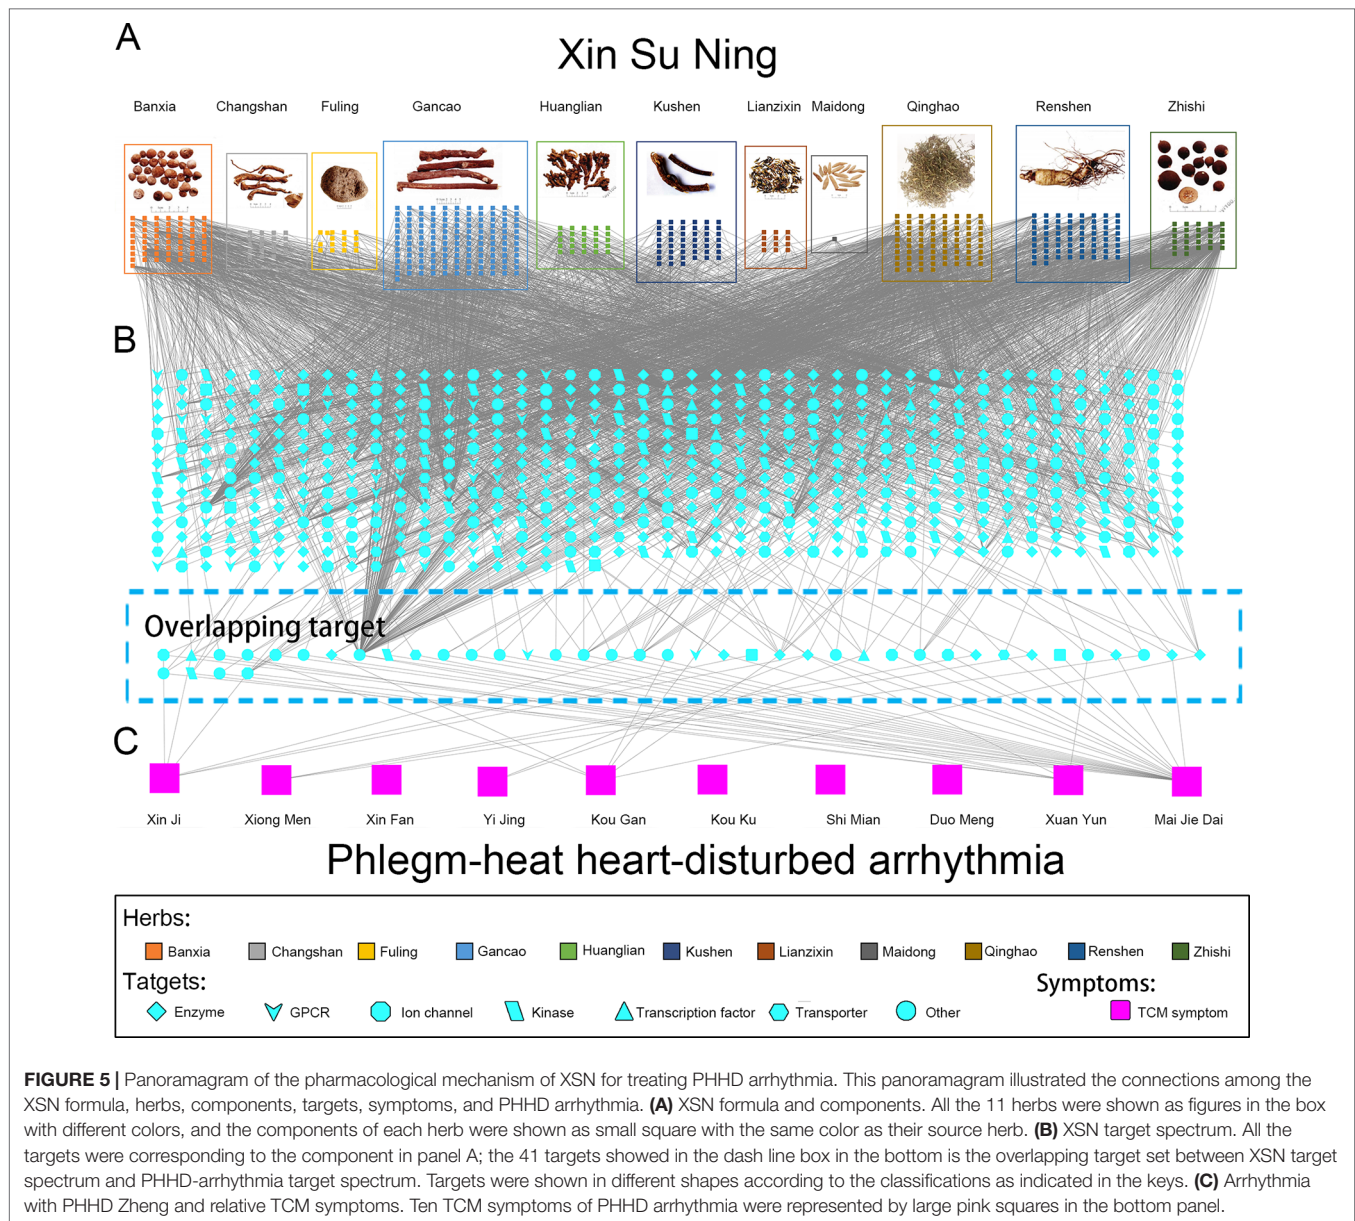 A
Xin Su Ning
Banxia Changshan Fuling Gancao Huanglian Kushen Lianzixin Maidong Qinghao Renshen Zhishi
B
Overlapping target
C
Xin Ji Xiong Men Xin Fan Yi Jing Kou Gan Kou Ku Shi Mian Duo Meng Xuan Yun Mai Jie Dai
Phlegm-heat heart-disturbed arrhythmia
Herbs:
Banxia Changshan Fuling Gancao Huanglian Kushen Lianzixin Maidong Qinghao Renshen Zhishi
Tatgets: Symptoms:
Enzyme GPCR Ion channel Kinase Transcription factor Transporter Other TCM symptom
FIGURE 5 | Panoramagram of the pharmacological mechanism of XSN for treating PHHD arrhythmia. This panoramagram illustrated the connections among the
XSN formula, herbs, components, targets, symptoms, and PHHD arrhythmia. (A) XSN formula and components. All the 11 herbs were shown as figures in the box
with different colors, and the components of each herb were shown as small square with the same color as their source herb. (B) XSN target spectrum. All the
targets were corresponding to the component in panel A; the 41 targets showed in the dash line box in the bottom is the overlapping target set between XSN target
spectrum and PHHD-arrhythmia target spectrum. Targets were shown in different shapes according to the classifications as indicated in the keys. (C) Arrhythmia
with PHHD Zheng and relative TCM symptoms. Ten TCM symptoms of PHHD arrhythmia were represented by large pink squares in the bottom panel.